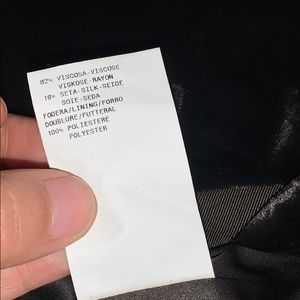 82% VISCOSA-VISCOSE
VISKOSE-RAYON
18% SETA-SILK-SEIDE
SOIE-SEDA
FODERA/LINING/FORRO
DOUBLURE/FUTTERAL
100% POLIESTERE
POLYESTER